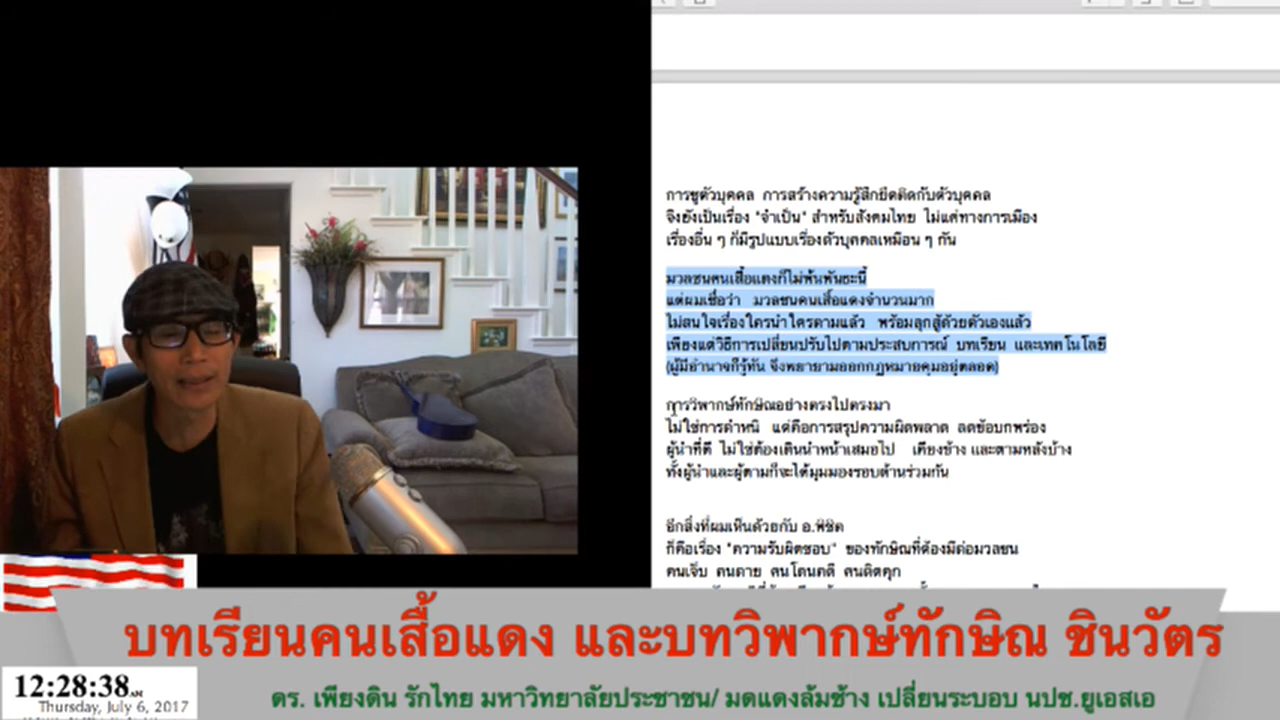 การชูตัวบุคคล การสร้างความรู้สึกยึดติดกับตัวบุคคล
จึงยังเป็นเรื่อง "จำเป็น" สำหรับสังคมไทย ไม่แค่ทางการเมือง
เรื่องอื่น ๆ ก็มีรูปแบบเรื่องตัวบุคคลเหมือน ๆ กัน
มวลชนคนเสื้อแดงก็ไม่พ้นพันธะนี้
แต่ผมเชื่อว่า มวลชนคนเสื้อแดงจำนวนมาก
ไม่สนใจเรื่องใครนำใครตามแล้ว พร้อมลุกสู้ด้วยตัวเองแล้ว
เพียงแต่วิธีการเปลี่ยนปรับไปตามประสบการณ์ บทเรียน และเทคโนโลยี
(ผู้มีอำนาจก็รู้ทัน จึงพยายามออกกฏหมายคุมอยู่ตลอด)
การวิพากษ์ทักษิณอย่างตรงไปตรงมา
ไม่ใช่การตำหนิ แต่คือการสรุปความผิดพลาด ลดข้อบกพร่อง
ผู้นำที่ดี ไม่ใช่ต้องเดินนำหน้าเสมอไป เคียงข้าง และตามหลังบ้าง
ทั้งผู้นำและผู้ตามก็จะได้มุมมองรอบด้านร่วมกัน
อีกสิ่งที่ผมเห็นด้วยกับ อ.พิชิต
ก็คือเรื่อง "ความรับผิดชอบ" ของทักษิณที่ต้องมีต่อมวลชน
คนเจ็บ คนตาย คนโดนคดี คนติดคุก
บทเรียนคนเสื้อแดง และบทวิพากษ์ทักษิณ ชินวัตร
12:28:38 AM
Thursday, July 6, 2017
ดร. เพียงดิน รักไทย มหาวิทยาลัยประชาชน/ มดแดงล้มช้าง เปลี่ยนระบอบ นปช.ยูเอสเอ